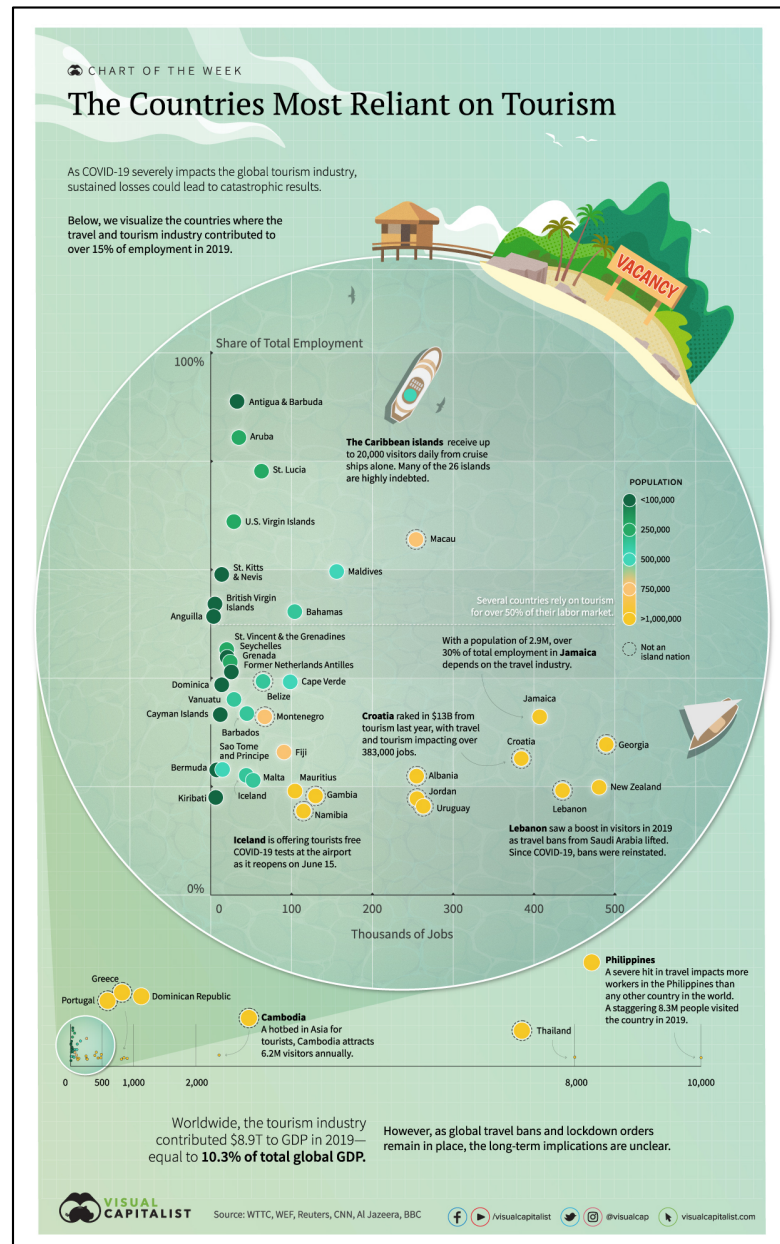 CHART OF THE WEEK
The Countries Most Reliant on Tourism
As COVID-19 severely impacts the global tourism industry,
sustained losses could lead to catastrophic results.
Below, we visualize the countries where the
travel and tourism industry contributed to
over 15% of employment in 2019.
VACANCY
Share of Total Employment
100%
Antigua & Barbuda
Aruba
The Caribbean islands receive up
to 20,000 visitors daily from cruise
ships alone. Many of the 26 islands
are highly indebted.
St. Lucia
POPULATION
<100,000
250,000
500,000
750,000
>1,000,000
Not an
island nation
U.S. Virgin Islands
Macau
St. Kitts
& Nevis
Maldives
British Virgin
Islands
Several countries rely on tourism
for over 50% of their labor market.
Anguilla
Bahamas
St. Vincent & the Grenadines
Seychelles
Grenada
Former Netherlands Antilles
With a population of 2.9M, over
30% of total employment in Jamaica
depends on the travel industry.
Dominica
Cape Verde
Vanuatu
Belize
Jamaica
Cayman Islands
Montenegro
Croatia raked in $13B from
tourism last year, with travel
and tourism impacting over
383,000 jobs.
Barbados
Croatia
Georgia
Sao Tome
and Principe
Fiji
Bermuda
Malta
Mauritius
Albania
Iceland
Gambia
Jordan
New Zealand
Kiribati
Namibia
Uruguay
Lebanon
Iceland is offering tourists free
COVID-19 tests at the airport
as it reopens on June 15.
Lebanon saw a boost in visitors in 2019
as travel bans from Saudi Arabia lifted.
Since COVID-19, bans were reinstated.
0%
0 100 200 300 400 500
Thousands of Jobs
Philippines
A severe hit in travel impacts more
workers in the Philippines than
any other country in the world.
A staggering 8.3M people visited
the country in 2019.
Greece
Portugal
Dominican Republic
Cambodia
A hotbed in Asia for
tourists, Cambodia attracts
6.2M visitors annually.
Thailand
0 500 1,000 2,000 8,000 10,000
Worldwide, the tourism industry
contributed $8.9T to GDP in 2019—
equal to 10.3% of total global GDP.
However, as global travel bans and lockdown orders
remain in place, the long-term implications are unclear.
VISUAL
CAPITALIST
Source: WTTC, WEF, Reuters, CNN, Al Jazeera, BBC
/visualcapitalist
@visualcap
visualcapitalist.com